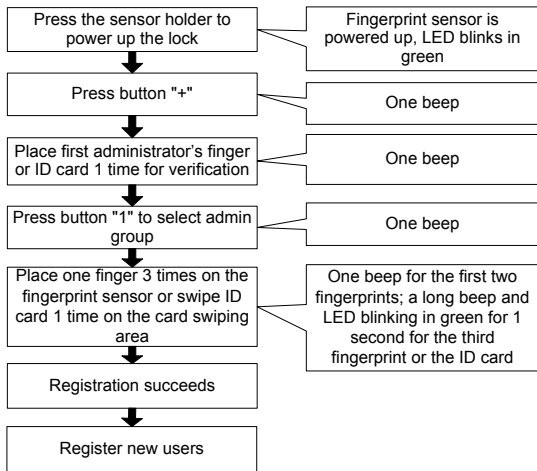 Press the sensor holder to
power up the lock
Fingerprint sensor is
powered up, LED blinks in
green
Press button "+"
One beep
Place first administrator’s finger
or ID card 1 time for verification
One beep
Press button "1" to select admin
group
One beep
Place one finger 3 times on the
fingerprint sensor or swipe ID
card 1 time on the card swiping
area
One beep for the first two
fingerprints; a long beep and
LED blinking in green for 1
second for the third
fingerprint or the ID card
Registration succeeds
Register new users